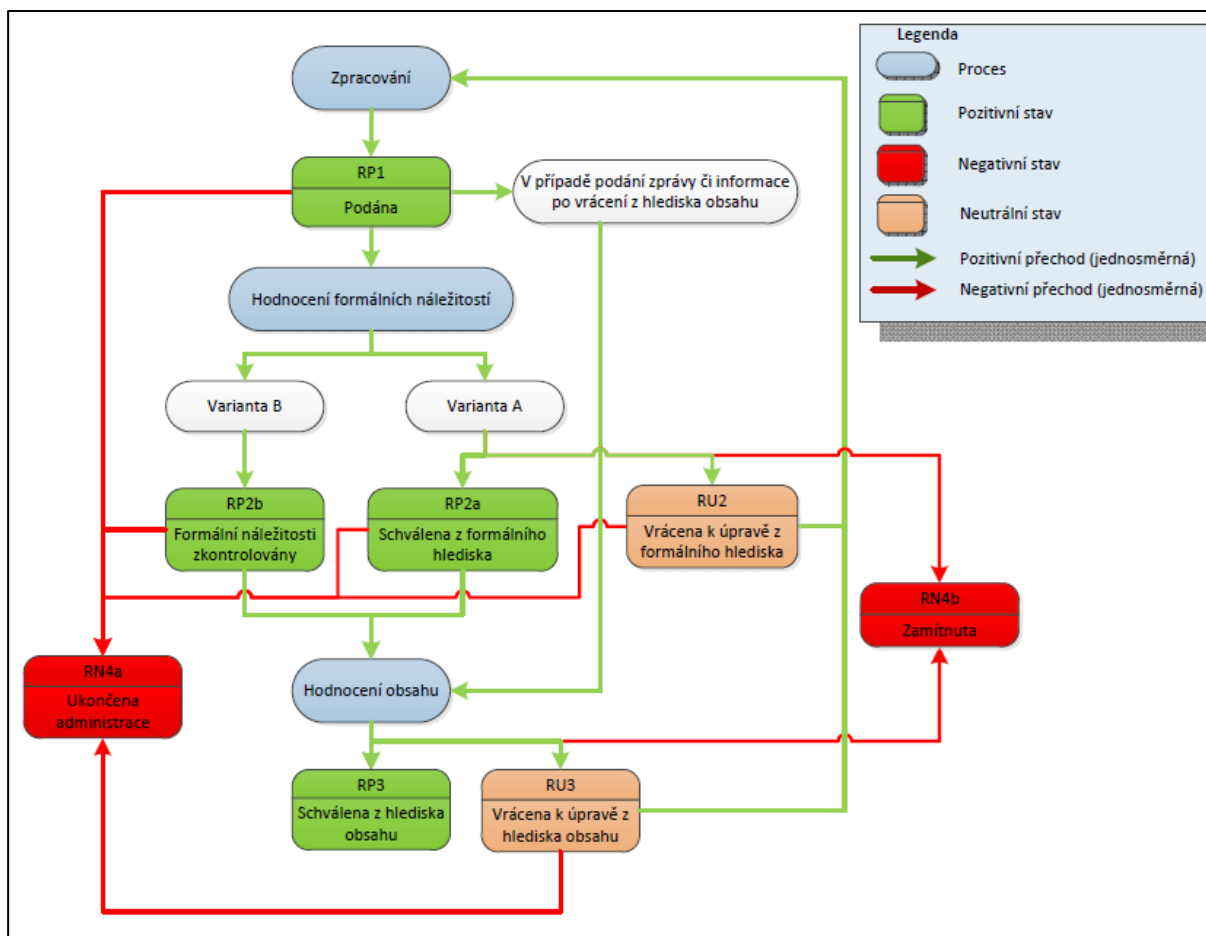 Zpracování
RP1
Podána
V případě podání zprávy či informace
po vrácení z hlediska obsahu
Hodnocení formálních náležitostí
Varianta B
Varianta A
RP2b
Formální náležitosti
zkontrolovány
RP2a
Schválena z formálního
hlediska
RU2
Vrácena k úpravě z
formálního hlediska
RN4b
Zamítnuta
RN4a
Ukončena
administrace
Hodnocení obsahu
RP3
Schválena z hlediska
obsahu
RU3
Vrácena k úpravě z
hlediska obsahu
Legenda
Proces
Pozitivní stav
Negativní stav
Neutrální stav
Pozitivní přechod (jednosměrná)
Negativní přechod (jednosměrná)